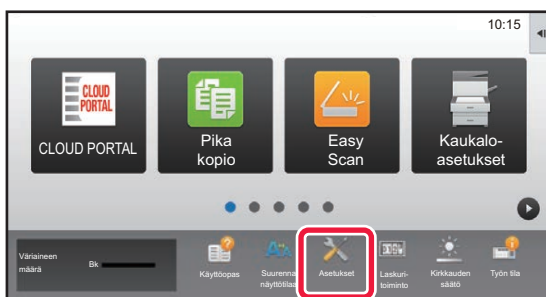 10:15
CLOUD
PORTAL
CLOUD PORTAL
Pika
kopio
Easy
Scan
Kaukalo-
asetukset
Väriaineen
määrä
Bk
Käyttöopas
Suurenna
näyttötilaa
Asetukset
Laskuri-
toiminto
Kirkkauden
säätö
Työn tila